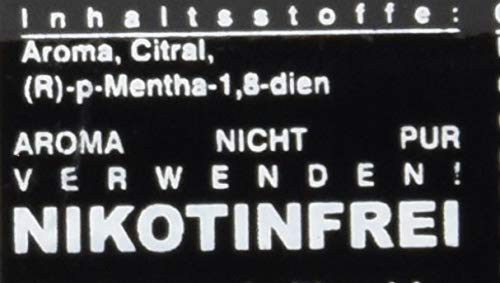 Inhaltsstoffe:
Aroma, Citral,
(R)-p-Mentha-1,8-dien
AROMA NICHT PUR
VERWENDEN!
NIKOTINFREI